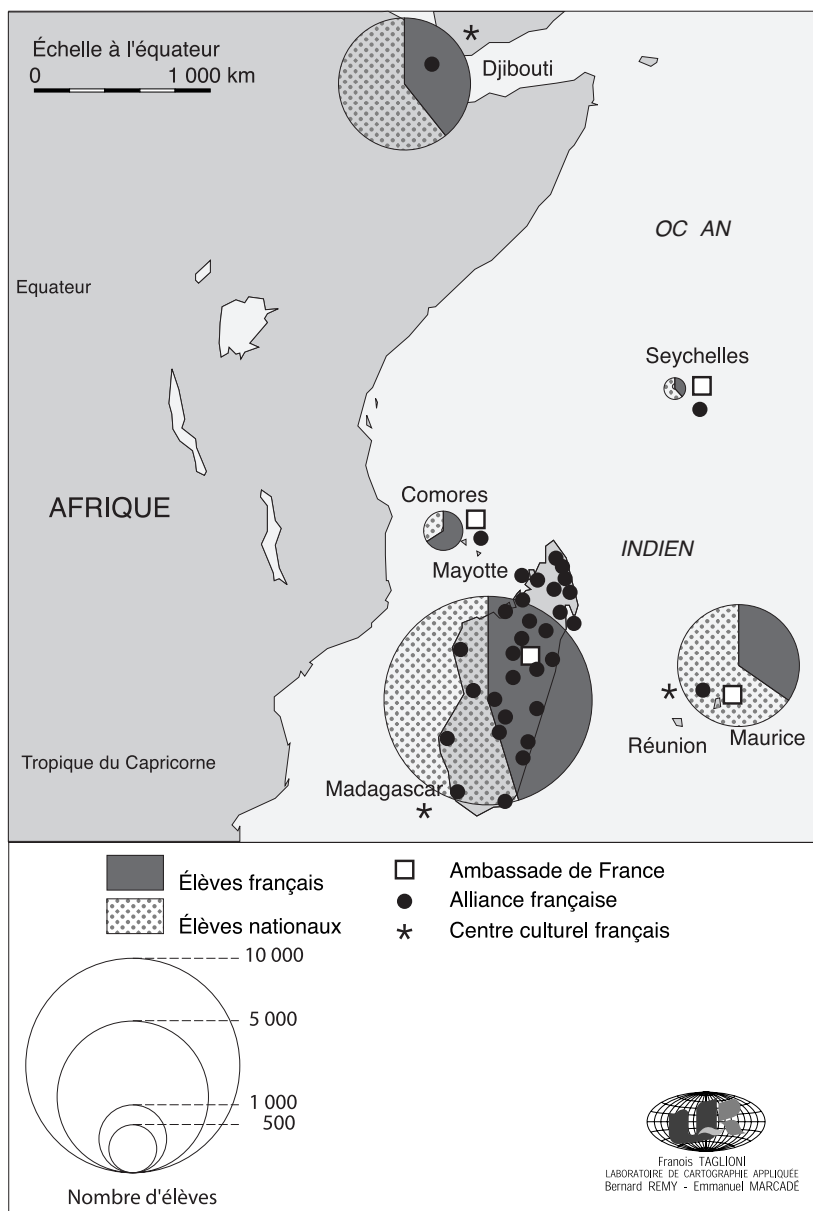 Échelle à l'équateur
0 1 000 km
Djibouti
OC AN
Equateur
Seychelles
AFRIQUE
Comores
INDIEN
Mayotte
Tropique du Capricorne
Réunion
Maurice
Madagascar
Élèves français
Élèves nationaux
Ambassade de France
Alliance française
Centre culturel français
10 000
5 000
1 000
500
Nombre d'élèves
Franois TAGLIONI
LABORATOIRE DE CARTOGRAPHIE APPLIQUÉE
Bernard REMY - Emmanuel MARCADÉ